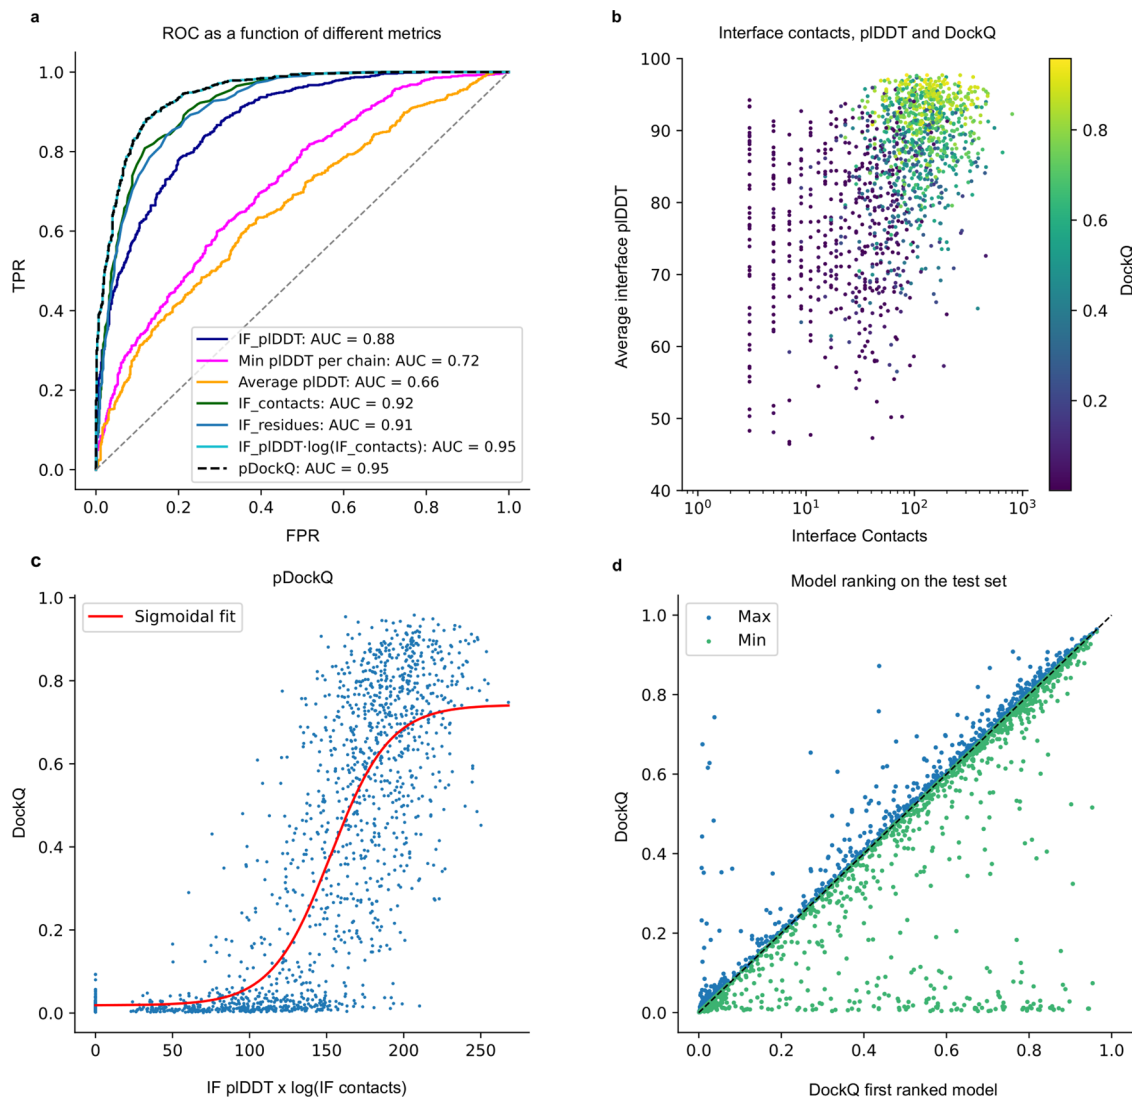 a
ROC as a function of different metrics
1.0
0.8
0.6
0.4
0.2
0.0
TPR
0.0 0.2 0.4 0.6 0.8 1.0
FPR
IF_plDDT: AUC = 0.88
Min plDDT per chain: AUC = 0.72
Average plDDT: AUC = 0.66
IF_contacts: AUC = 0.92
IF_residues: AUC = 0.91
IF_plDDT·log(IF_contacts): AUC = 0.95
pDockQ: AUC = 0.95
b
Interface contacts, plDDT and DockQ
100
90
80
70
60
50
40
Average interface plDDT
10^0 10^1 10^2 10^3
Interface Contacts
0.8
0.6
0.4
0.2
DockQ
c
pDockQ
Sigmoidal fit
1.0
0.8
0.6
0.4
0.2
0.0
DockQ
0 50 100 150 200 250
IF plDDT x log(IF contacts)
d
Model ranking on the test set
Max
Min
1.0
0.8
0.6
0.4
0.2
0.0
DockQ
0.0 0.2 0.4 0.6 0.8 1.0
DockQ first ranked model